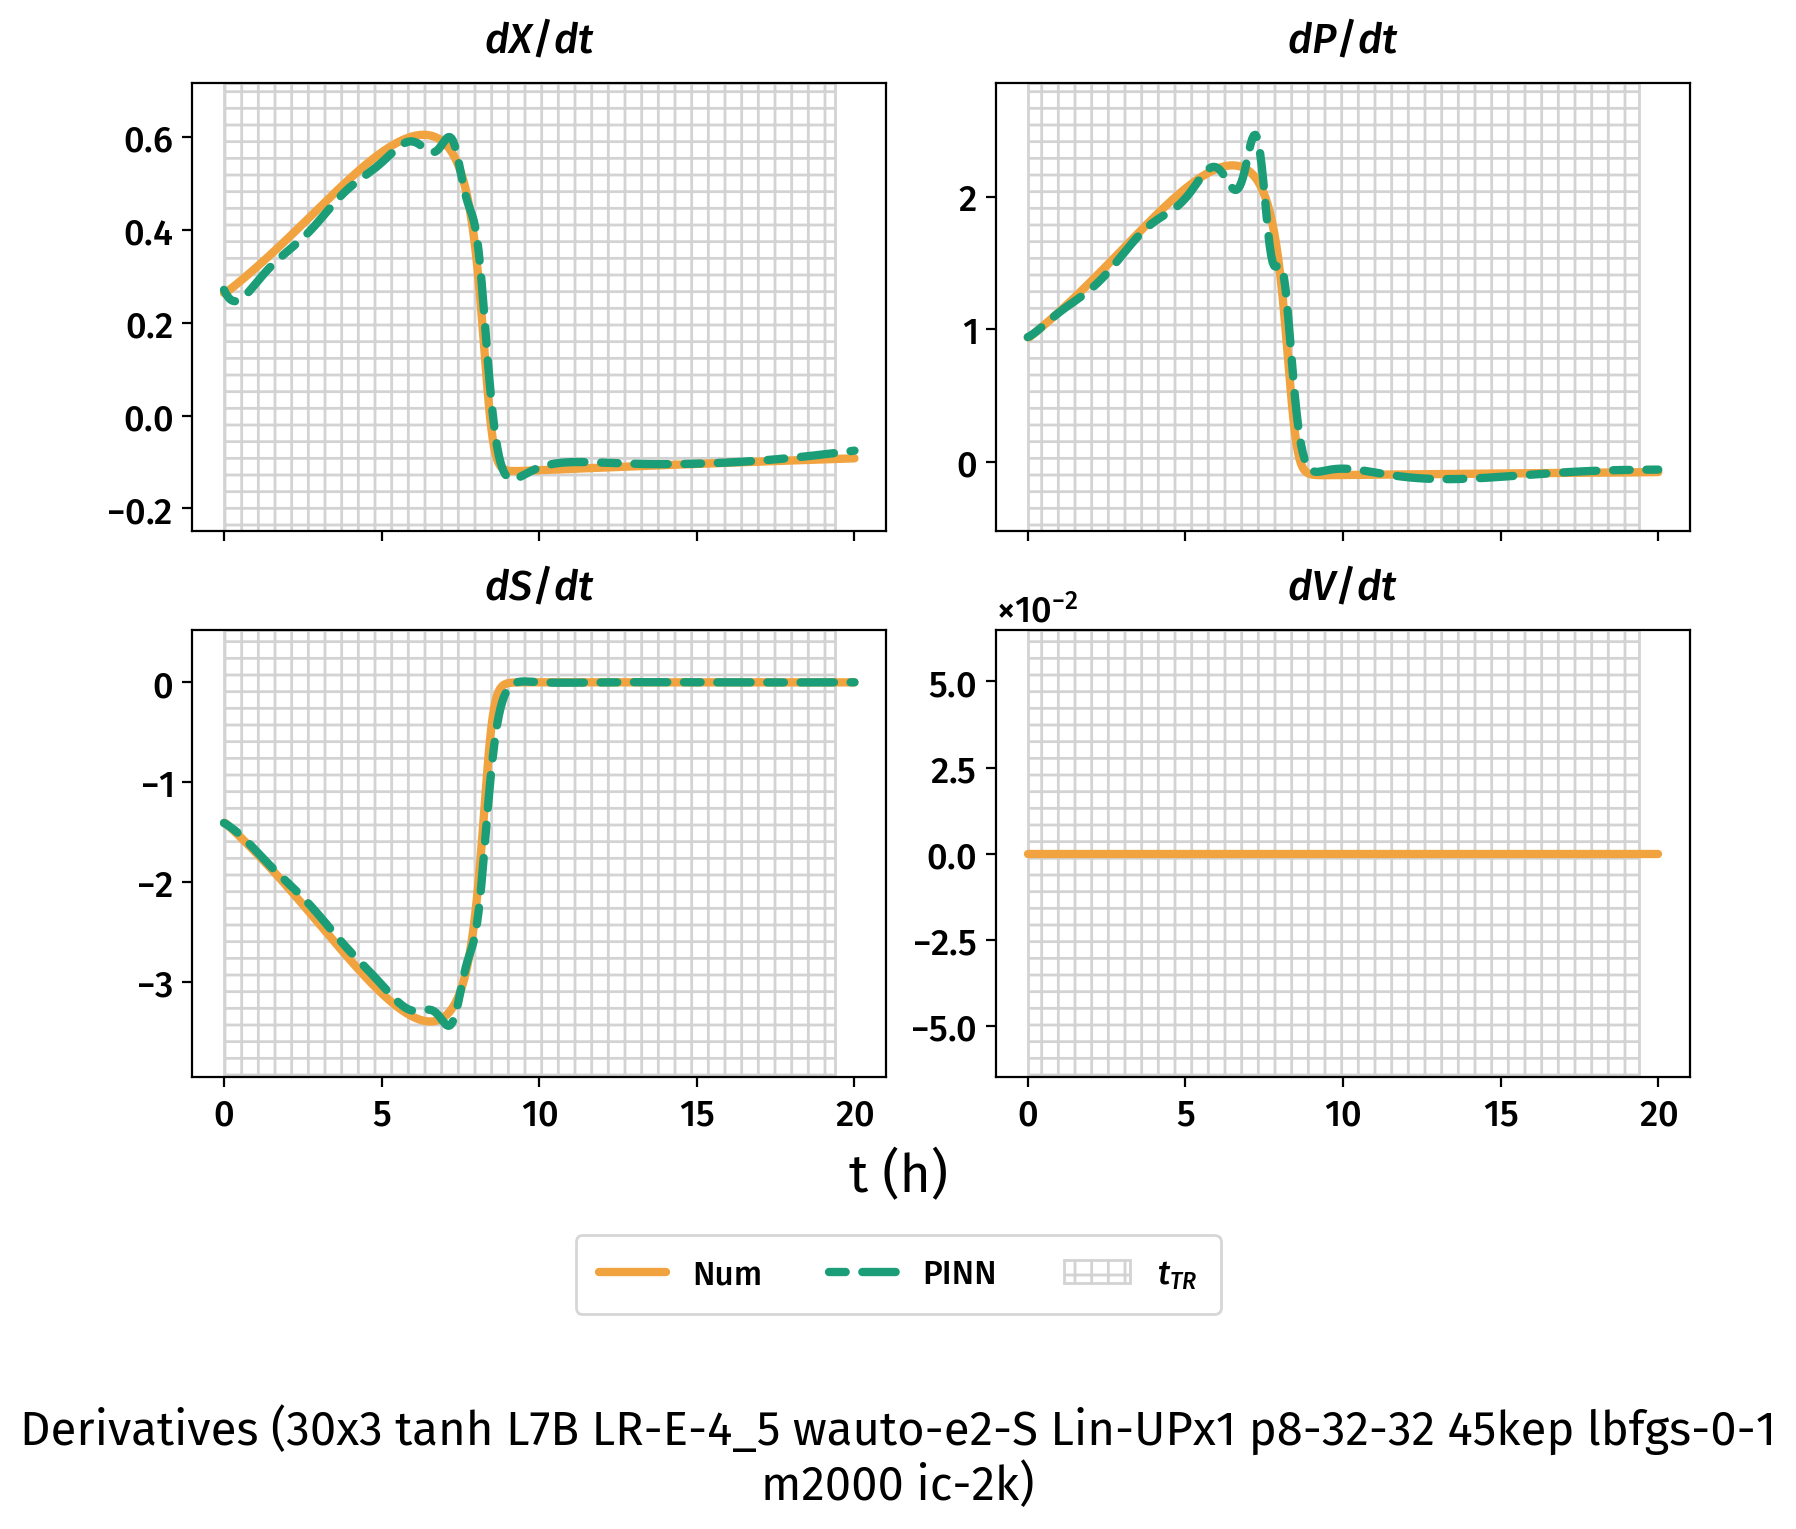 dX/dt
dP/dt
0.6
0.4
0.2
0.0
−0.2
2
1
0
dS/dt
dV/dt
×10⁻²
0
−1
−2
−3
5.0
2.5
0.0
−2.5
−5.0
0 5 10 15 20
0 5 10 15 20
t (h)
Num PINN t_TR
Derivatives (30x3 tanh L7B LR-E-4_5 wauto-e2-S Lin-UPx1 p8-32-32 45kep lbfgs-0-1
m2000 ic-2k)